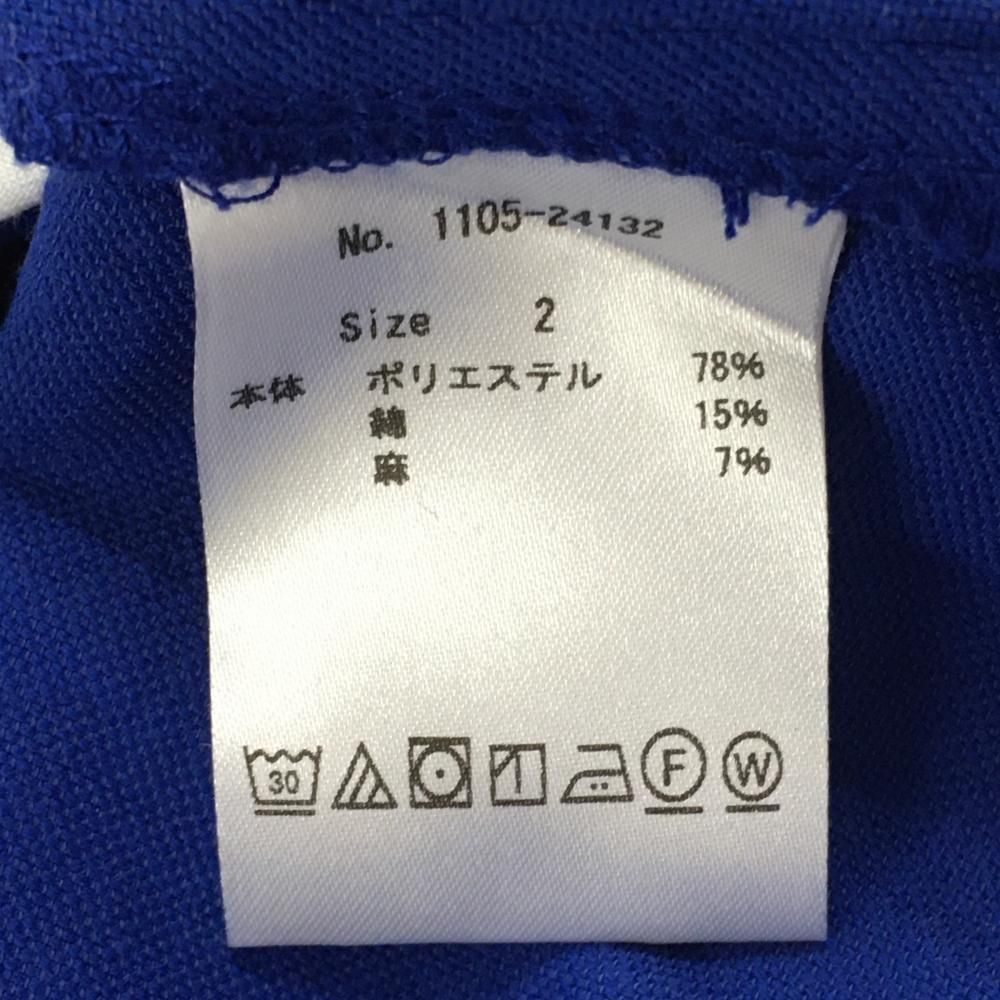 No. 1105-24132
Size 2
本体 ポリエステル 78%
綿 15%
麻 7%
30 F W